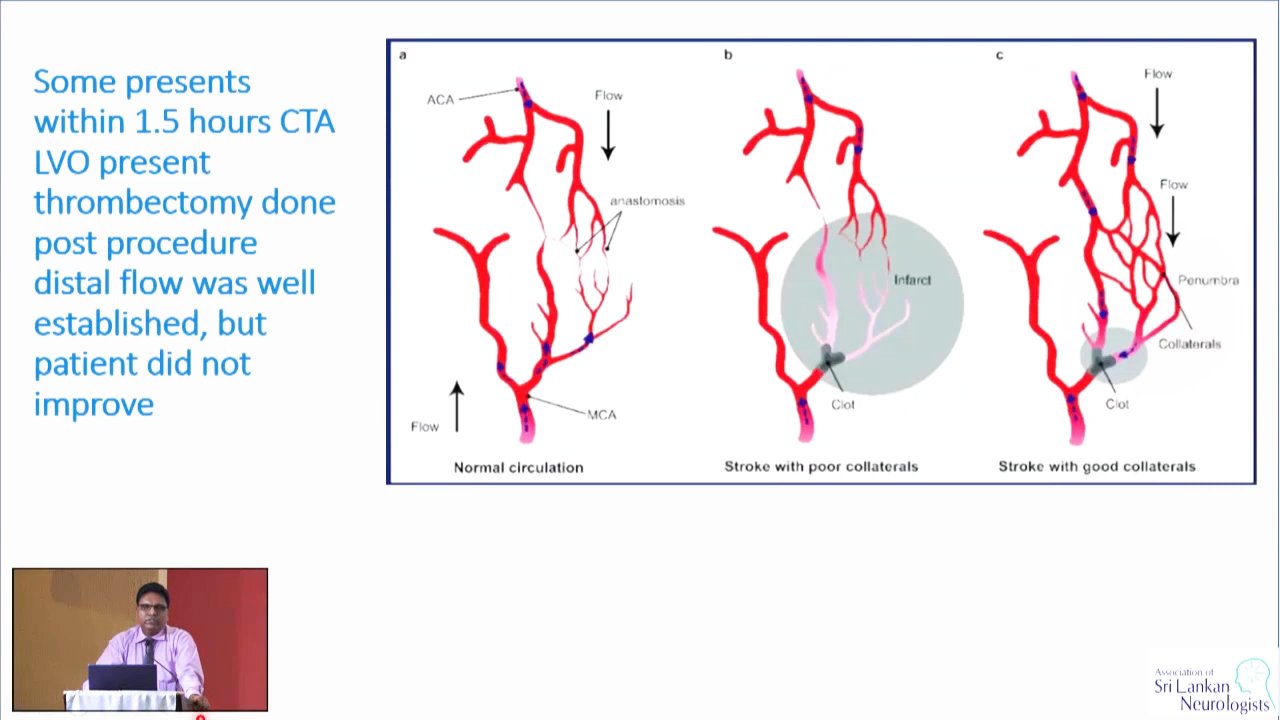 Some presents
within 1.5 hours CTA
LVO present
thrombectomy done
post procedure
distal flow was well
established, but
patient did not
improve
a
ACA
Flow
anastomosis
MCA
Flow
Normal circulation
b
Infarct
Clot
Stroke with poor collaterals
c
Flow
Flow
Penumbra
Collaterals
Clot
Stroke with good collaterals
Association of
Sri Lankan
Neurologists